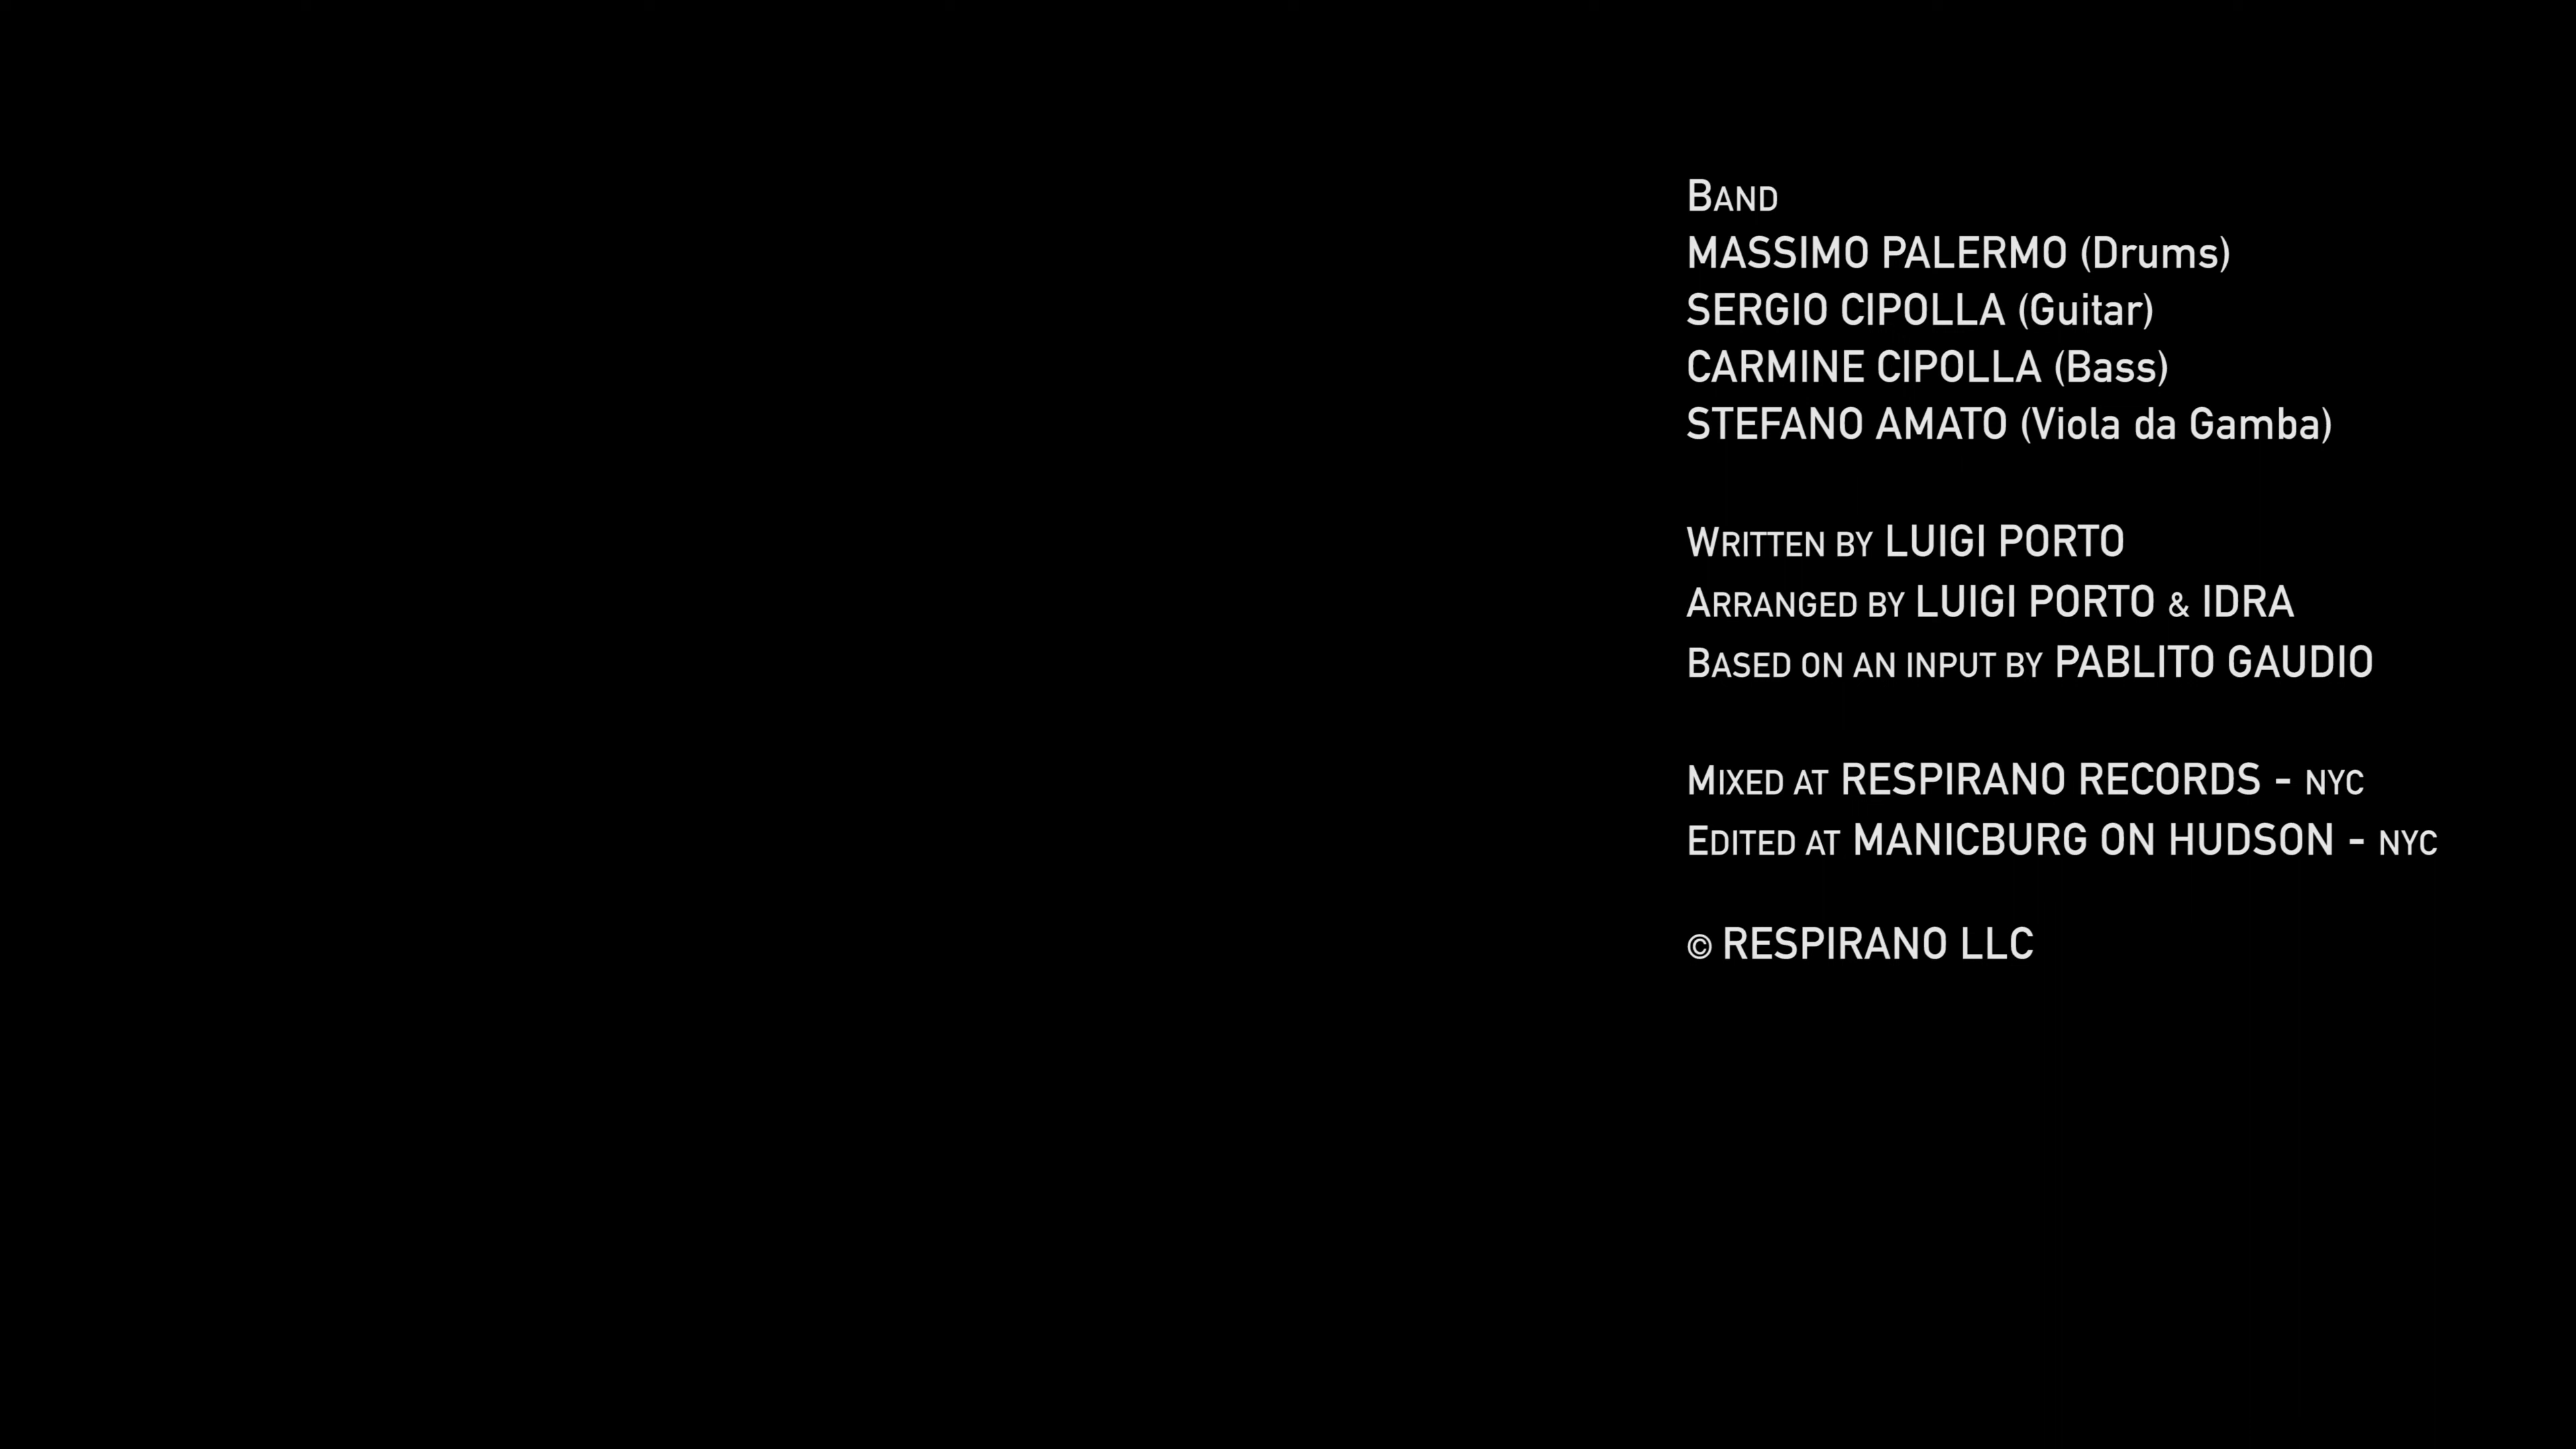 Band
MASSIMO PALERMO (Drums)
SERGIO CIPOLLA (Guitar)
CARMINE CIPOLLA (Bass)
STEFANO AMATO (Viola da Gamba)
WRITTEN BY LUIGI PORTO
ARRANGED BY LUIGI PORTO & IDRA
BASED ON AN INPUT BY PABLITO GAUDIO
MIXED AT RESPIRANO RECORDS - NYC
EDITED AT MANICBURG ON HUDSON - NYC
© RESPIRANO LLC